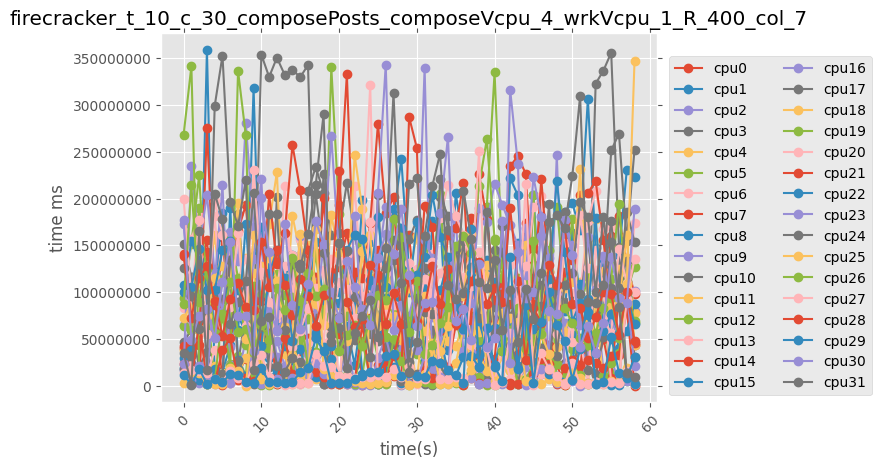 firecracker_t_10_c_30_composePosts_composeVcpu_4_wrkVcpu_1_R_400_col_7
time ms
350000000
300000000
250000000
200000000
150000000
100000000
50000000
0
0
10
20
30
40
50
60
time(s)
cpu0
cpu1
cpu2
cpu3
cpu4
cpu5
cpu6
cpu7
cpu8
cpu9
cpu10
cpu11
cpu12
cpu13
cpu14
cpu15
cpu16
cpu17
cpu18
cpu19
cpu20
cpu21
cpu22
cpu23
cpu24
cpu25
cpu26
cpu27
cpu28
cpu29
cpu30
cpu31